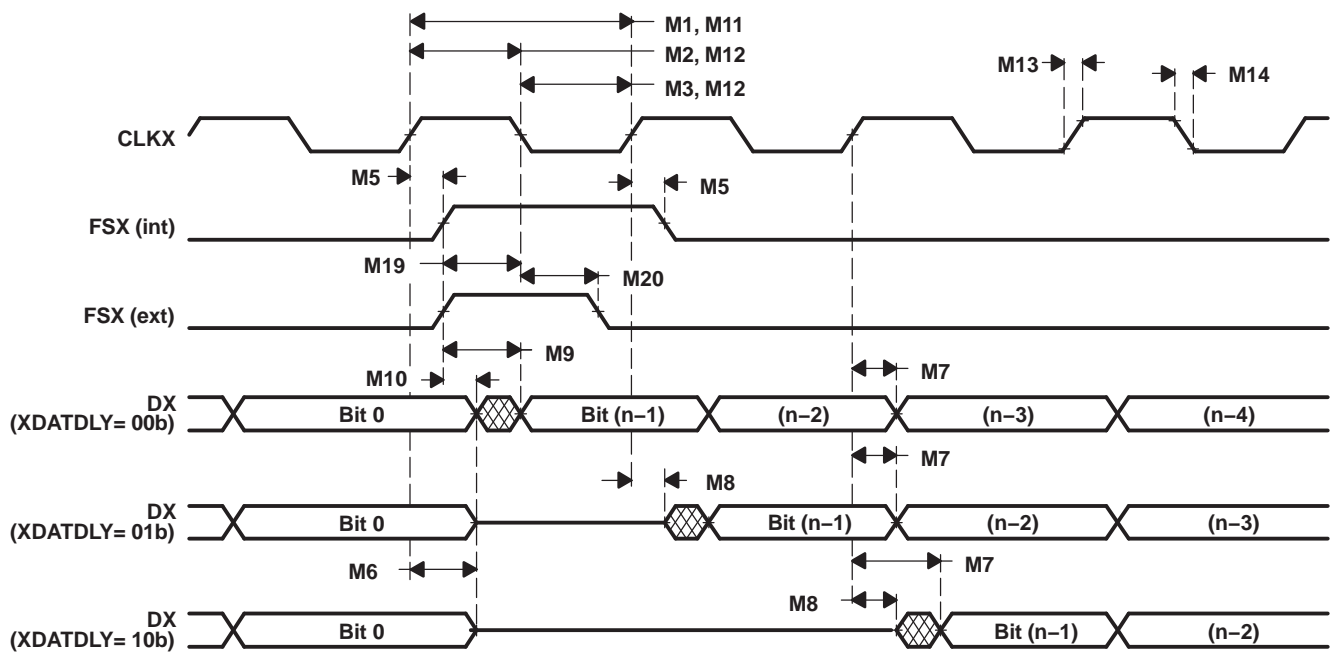 M1, M11
M2, M12
M3, M12
M13
M14
CLKX
M5
M5
FSX (int)
M19
M20
FSX (ext)
M9
M10
M7
DX
(XDATDLY= 00b)
Bit 0
Bit (n–1)
(n–2)
(n–3)
(n–4)
M7
M8
DX
(XDATDLY= 01b)
Bit 0
Bit (n–1)
(n–2)
(n–3)
M6
M7
M8
DX
(XDATDLY= 10b)
Bit 0
Bit (n–1)
(n–2)